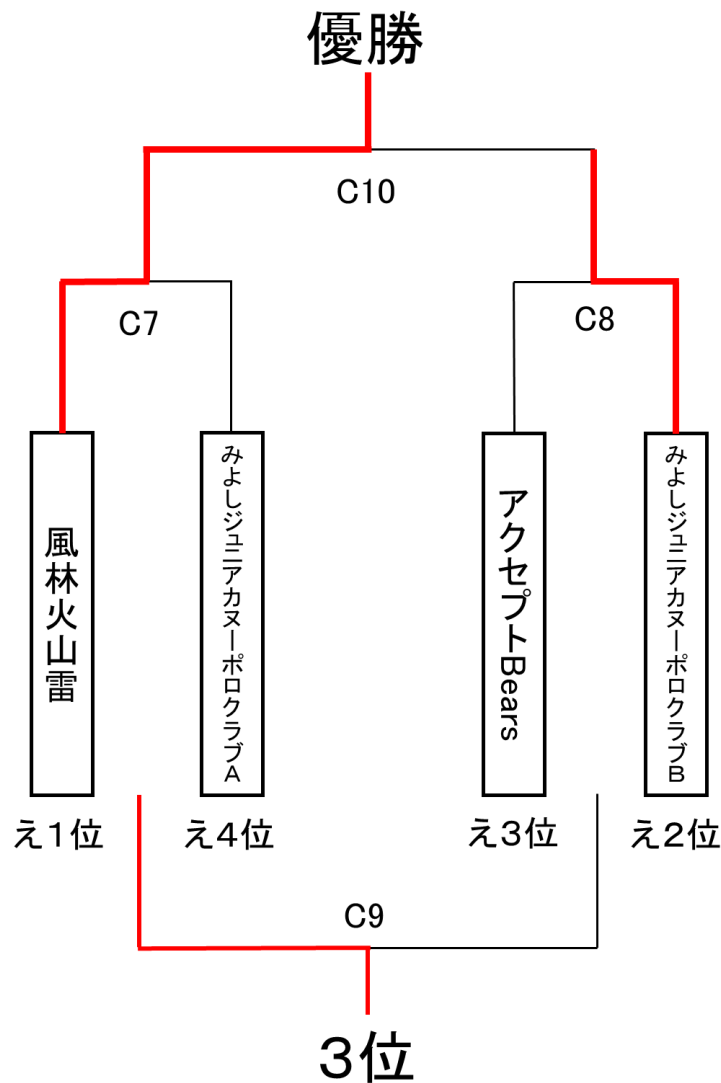 優勝
C10
C7
C8
風林火山雷
みよしジュニアカヌーポロクラブA
アクセプトBears
みよしジュニアカヌーポロクラブB
え1位
え4位
え3位
え2位
C9
3位